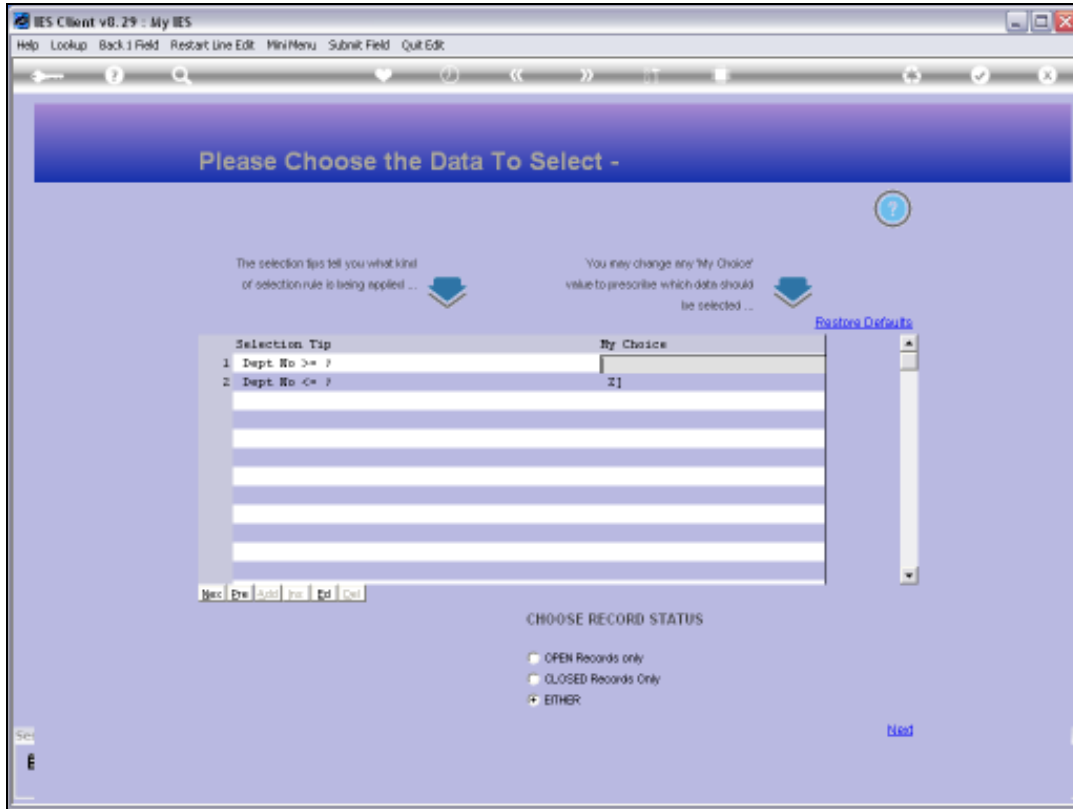 IES Client v8.29 : My IES
Help Lookup Back 1 Field Restart Line Edit MiniMenu Submit Field Quit Edit
Please Choose the Data To Select -
The selection tips tell you what kind
of selection rule is being applied ...
You may change any 'My Choice'
value to prescribe which data should
be selected ...
Restore Defaults
Selection Tip My Choice
1 Dept No >= ?
2 Dept No <= ? Z]
Nex Pre Add Ins Ed Del
CHOOSE RECORD STATUS
OPEN Records only
CLOSED Records Only
EITHER
Next